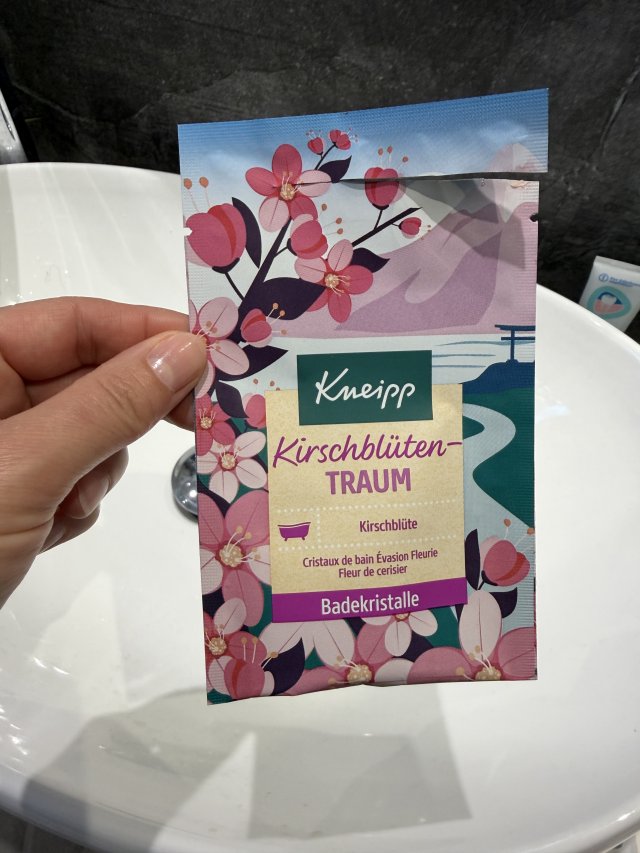 Kneipp
Kirschblüten-
TRAUM
Kirschblüte
Cristaux de bain Évasion Fleurie
Fleur de cerisier
Badekristalle